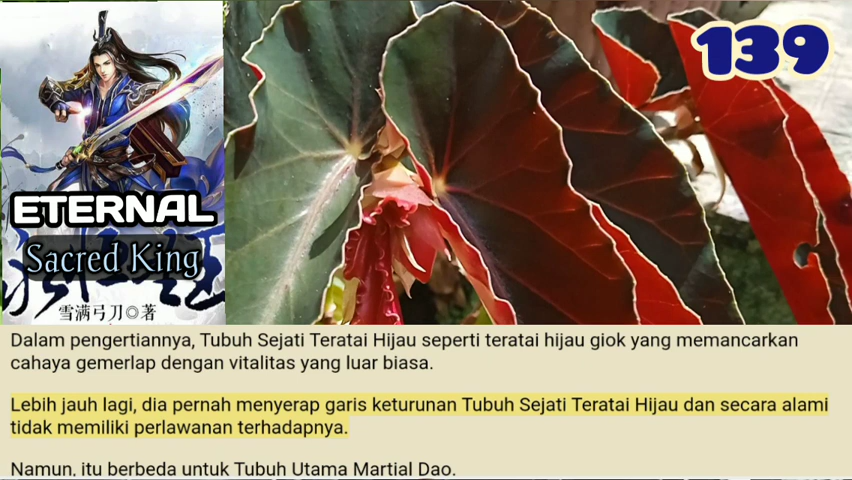 139
ETERNAL
Sacred King
雪满弓刀◎著
Dalam pengertiannya, Tubuh Sejati Teratai Hijau seperti teratai hijau giok yang memancarkan
cahaya gemerlap dengan vitalitas yang luar biasa.
Lebih jauh lagi, dia pernah menyerap garis keturunan Tubuh Sejati Teratai Hijau dan secara alami
tidak memiliki perlawanan terhadapnya.
Namun, itu berbeda untuk Tubuh Utama Martial Dao.